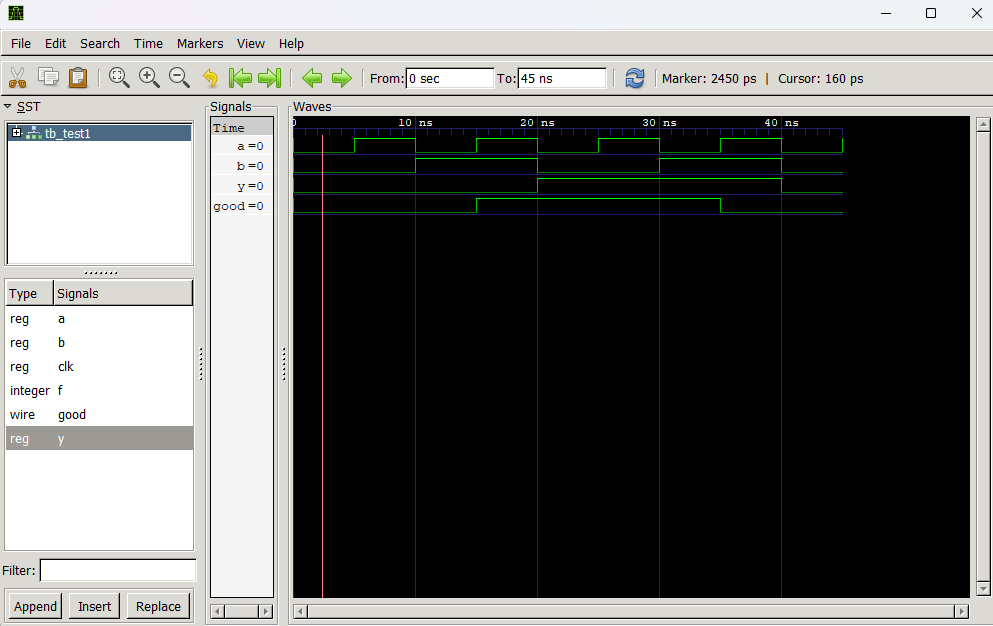 File Edit Search Time Markers View Help
From: 0 sec To: 45 ns Marker: 2450 ps | Cursor: 160 ps
SST
tb_test1
Type Signals
reg a
reg b
reg clk
integer f
wire good
reg y
Filter:
Append Insert Replace
Signals
Time
a=0
b=0
y=0
good=0
Waves
0 10 ns 20 ns 30 ns 40 ns